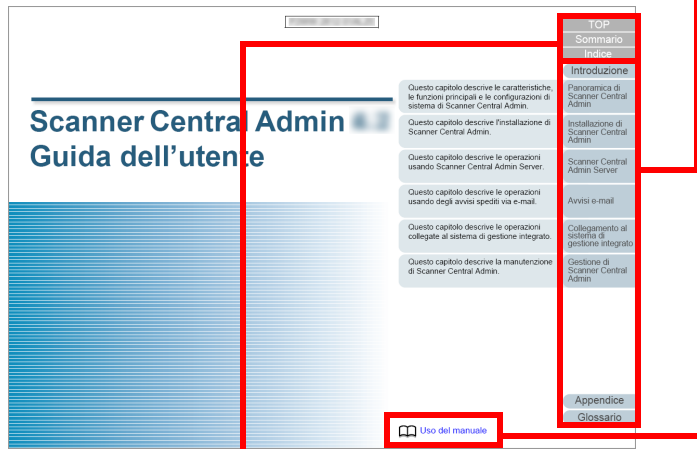 TOP
Sommario
Indice
Introduzione
Questo capitolo descrive le caratteristiche,
le funzioni principali e le configurazioni di
sistema di Scanner Central Admin.
Panoramica di
Scanner Central
Admin
Questo capitolo descrive l'installazione di
Scanner Central Admin.
Installazione di
Scanner Central
Admin
Scanner Central Admin
Guida dell'utente
Questo capitolo descrive le operazioni
usando Scanner Central Admin Server.
Scanner Central
Admin Server
Questo capitolo descrive le operazioni
usando degli avvisi spediti via e-mail.
Avvisi e-mail
Questo capitolo descrive le operazioni
collegate al sistema di gestione integrato.
Collegamento al
sistema di
gestione integrato
Questo capitolo descrive la manutenzione
di Scanner Central Admin.
Gestione di
Scanner Central
Admin
Appendice
Glossario
Uso del manuale